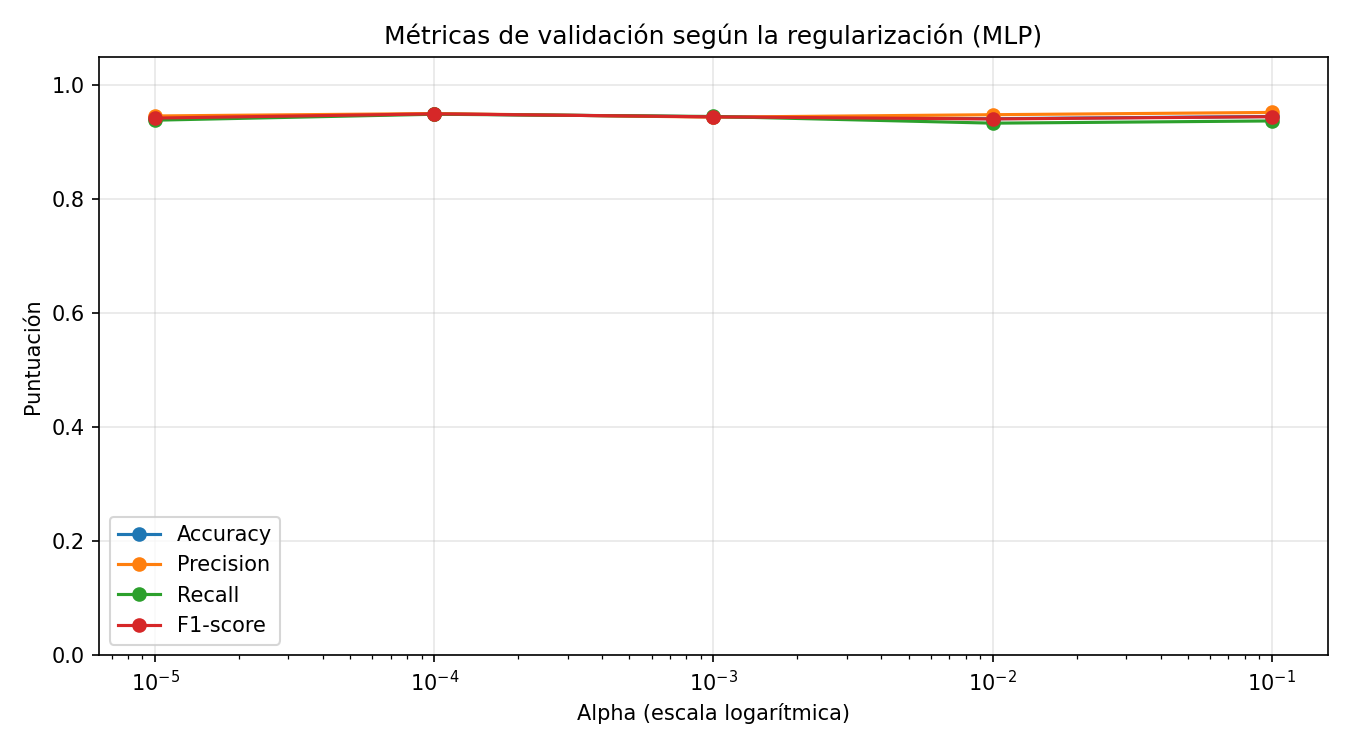 Métricas de validación según la regularización (MLP)
1.0
0.8
0.6
0.4
0.2
0.0
Puntuación
Accuracy
Precision
Recall
F1-score
10⁻⁵ 10⁻⁴ 10⁻³ 10⁻² 10⁻¹
Alpha (escala logarítmica)